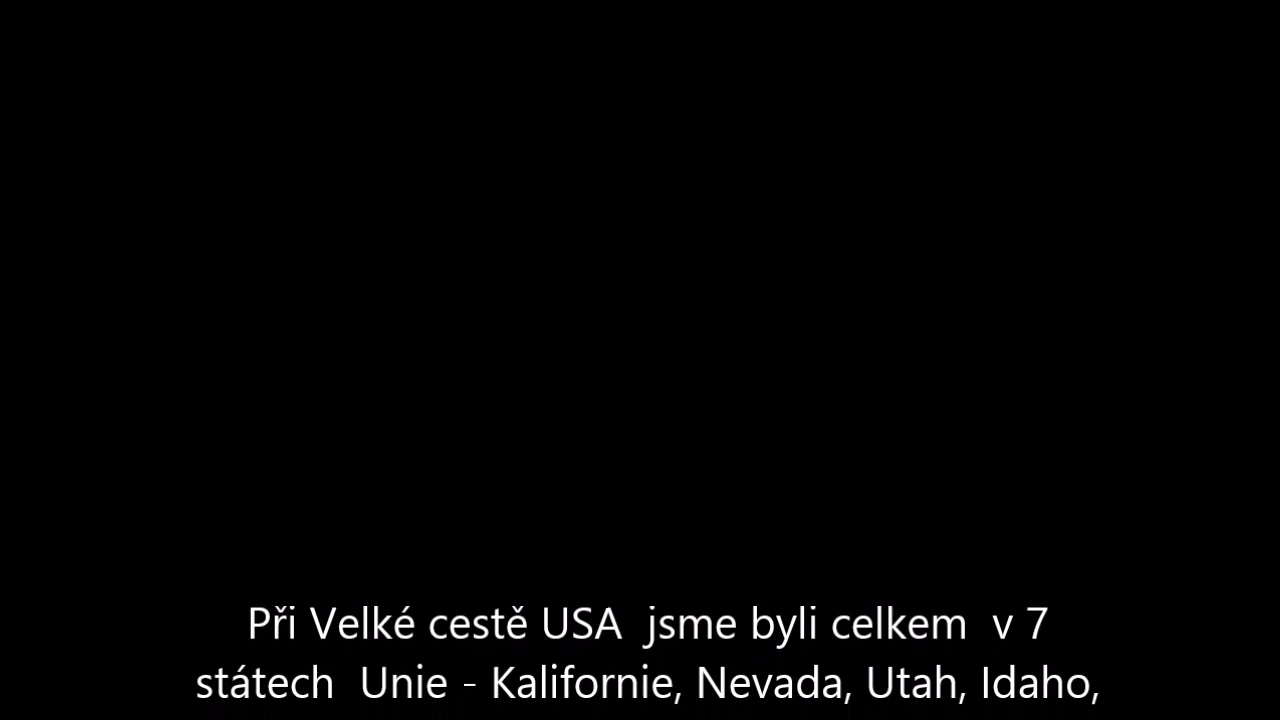 Při Velké cestě USA  jsme byli celkem  v 7
státech  Unie - Kalifornie, Nevada, Utah, Idaho,